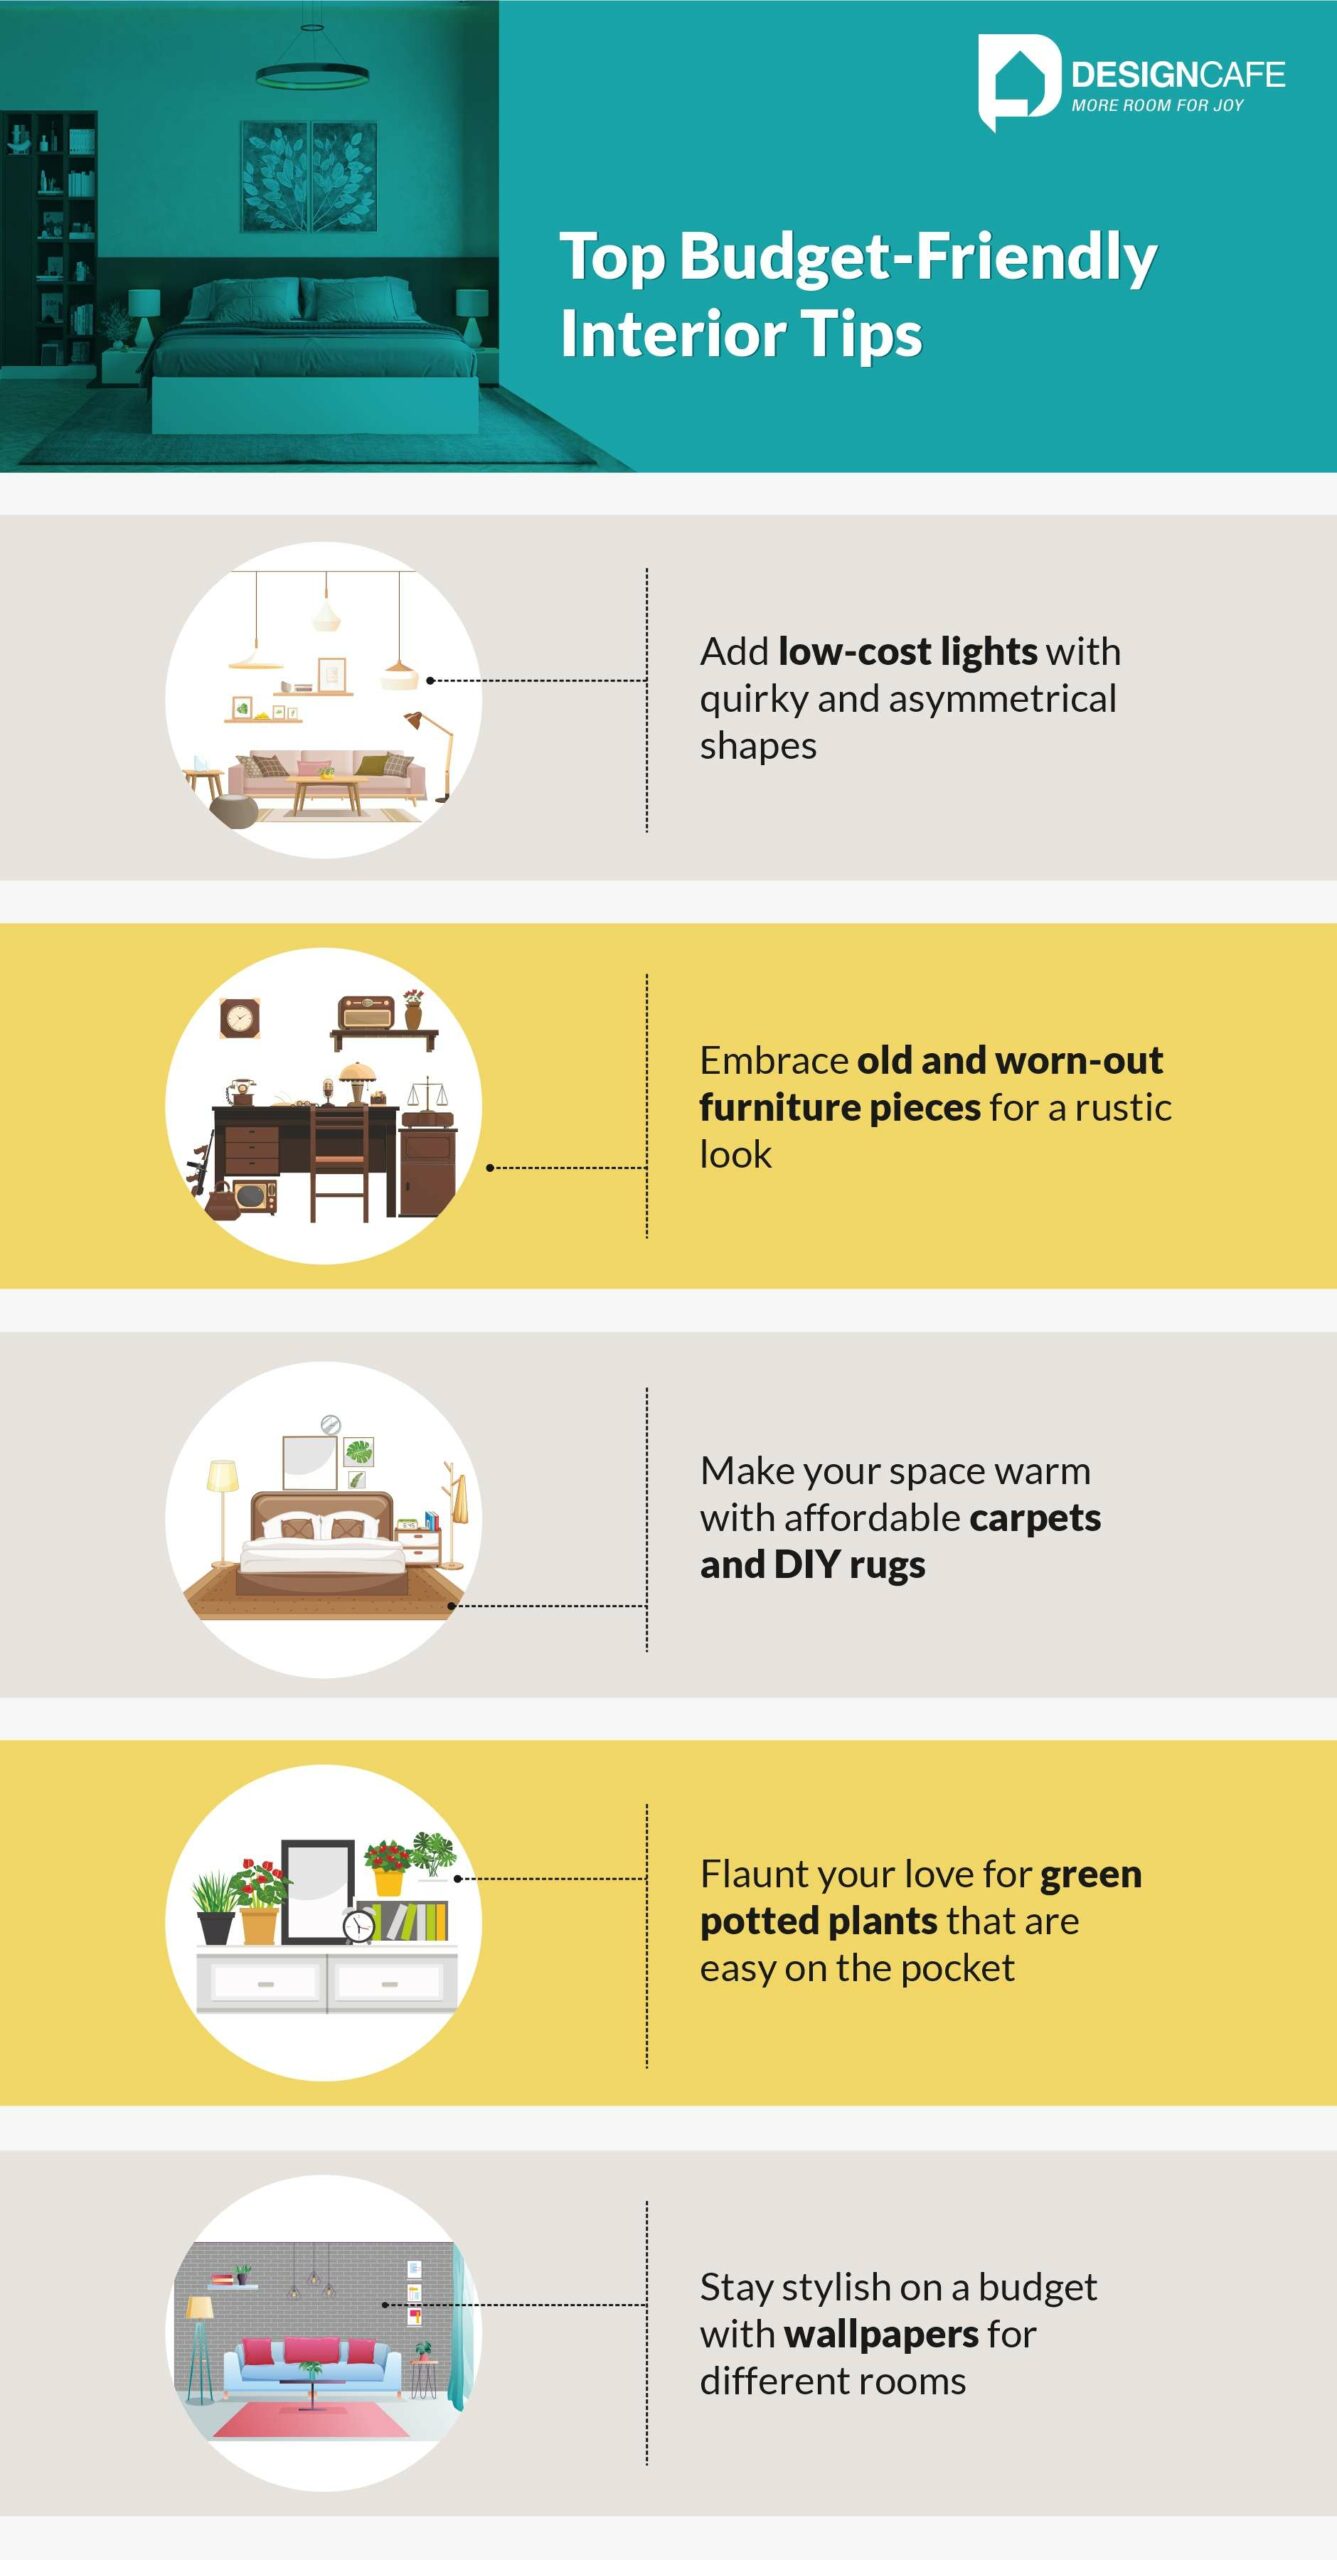 DESIGNCAFE
MORE ROOM FOR JOY
Top Budget-Friendly
Interior Tips
Add low-cost lights with
quirky and asymmetrical
shapes
Embrace old and worn-out
furniture pieces for a rustic
look
Make your space warm
with affordable carpets
and DIY rugs
Flaunt your love for green
potted plants that are
easy on the pocket
Stay stylish on a budget
with wallpapers for
different rooms